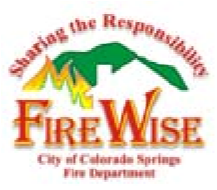 Sharing the Responsibility
FIREWISE
City of Colorado Springs
Fire Department